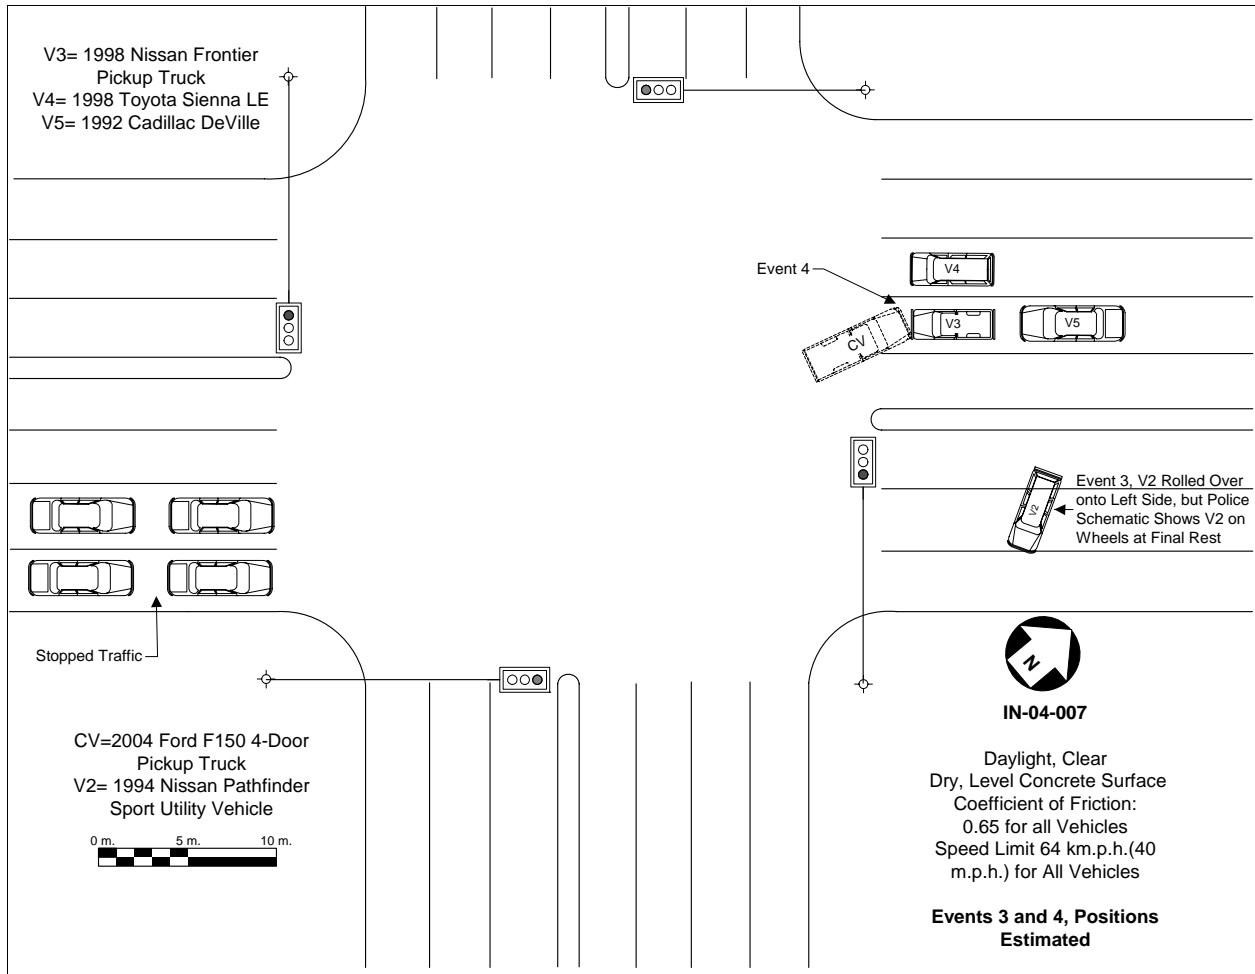 V3= 1998 Nissan Frontier
Pickup Truck
V4= 1998 Toyota Sienna LE
V5= 1992 Cadillac DeVille
Event 4
V4
V3
V5
CV
V2
Event 3, V2 Rolled Over
onto Left Side, but Police
Schematic Shows V2 on
Wheels at Final Rest
Stopped Traffic
N
IN-04-007
CV=2004 Ford F150 4-Door
Pickup Truck
V2= 1994 Nissan Pathfinder
Sport Utility Vehicle
0 m. 5 m. 10 m.
Daylight, Clear
Dry, Level Concrete Surface
Coefficient of Friction:
0.65 for all Vehicles
Speed Limit 64 km.p.h.(40
m.p.h.) for All Vehicles
Events 3 and 4, Positions
Estimated